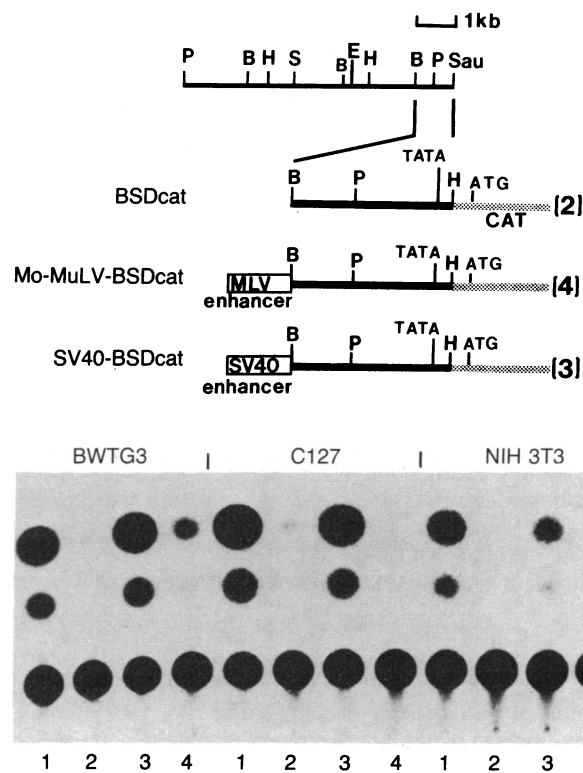 1kb
P B H S B E H B P Sau
TATA
B P H ATG
BSDcat CAT [2]
TATA
B P H ATG
Mo-MuLV-BSDcat MLV [4]
enhancer
TATA
B P H ATG
SV40-BSDcat SV40 [3]
enhancer
BWTG3 C127 NIH 3T3
1 2 3 4 1 2 3 4 1 2 3